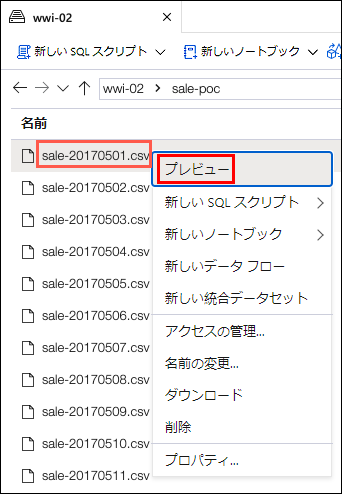 wwi-02
新しい SQL スクリプト
新しいノートブック
wwi-02 > sale-poc
名前
sale-20170501.csv
プレビュー
sale-20170502.csv
新しい SQL スクリプト
sale-20170503.csv
新しいノートブック
sale-20170504.csv
新しいデータ フロー
sale-20170505.csv
新しい統合データセット
sale-20170506.csv
アクセスの管理...
sale-20170507.csv
名前の変更...
sale-20170508.csv
ダウンロード
sale-20170509.csv
削除
sale-20170510.csv
プロパティ...
sale-20170511.csv